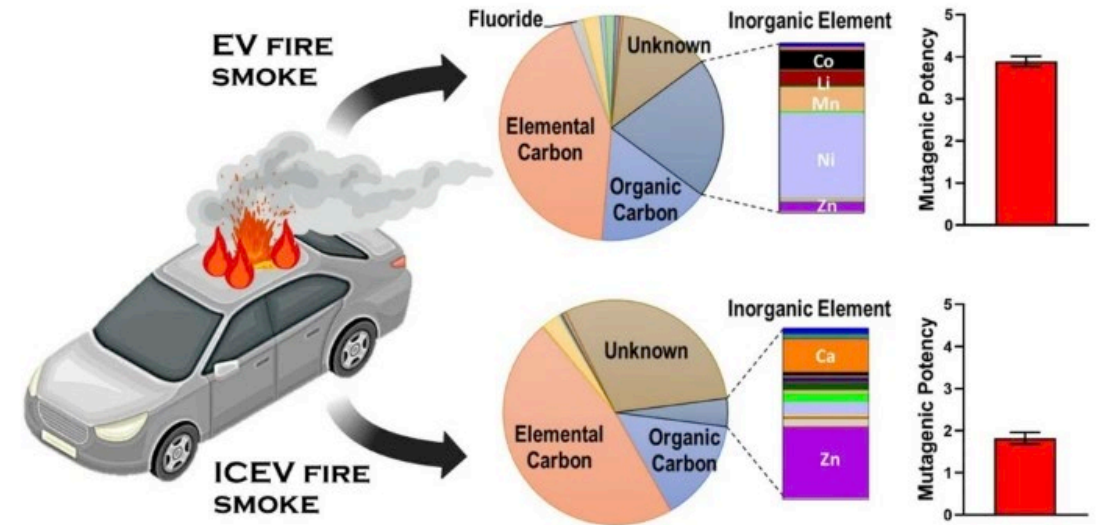 EV FIRE
SMOKE
Fluoride
Unknown
Elemental
Carbon
Organic
Carbon
Inorganic Element
Co
Li
Mn
Ni
Zn
Mutagenic Potency
5
4
3
2
1
0
ICEV FIRE
SMOKE
Unknown
Elemental
Carbon
Organic
Carbon
Inorganic Element
Ca
Zn
Mutagenic Potency
5
4
3
2
1
0